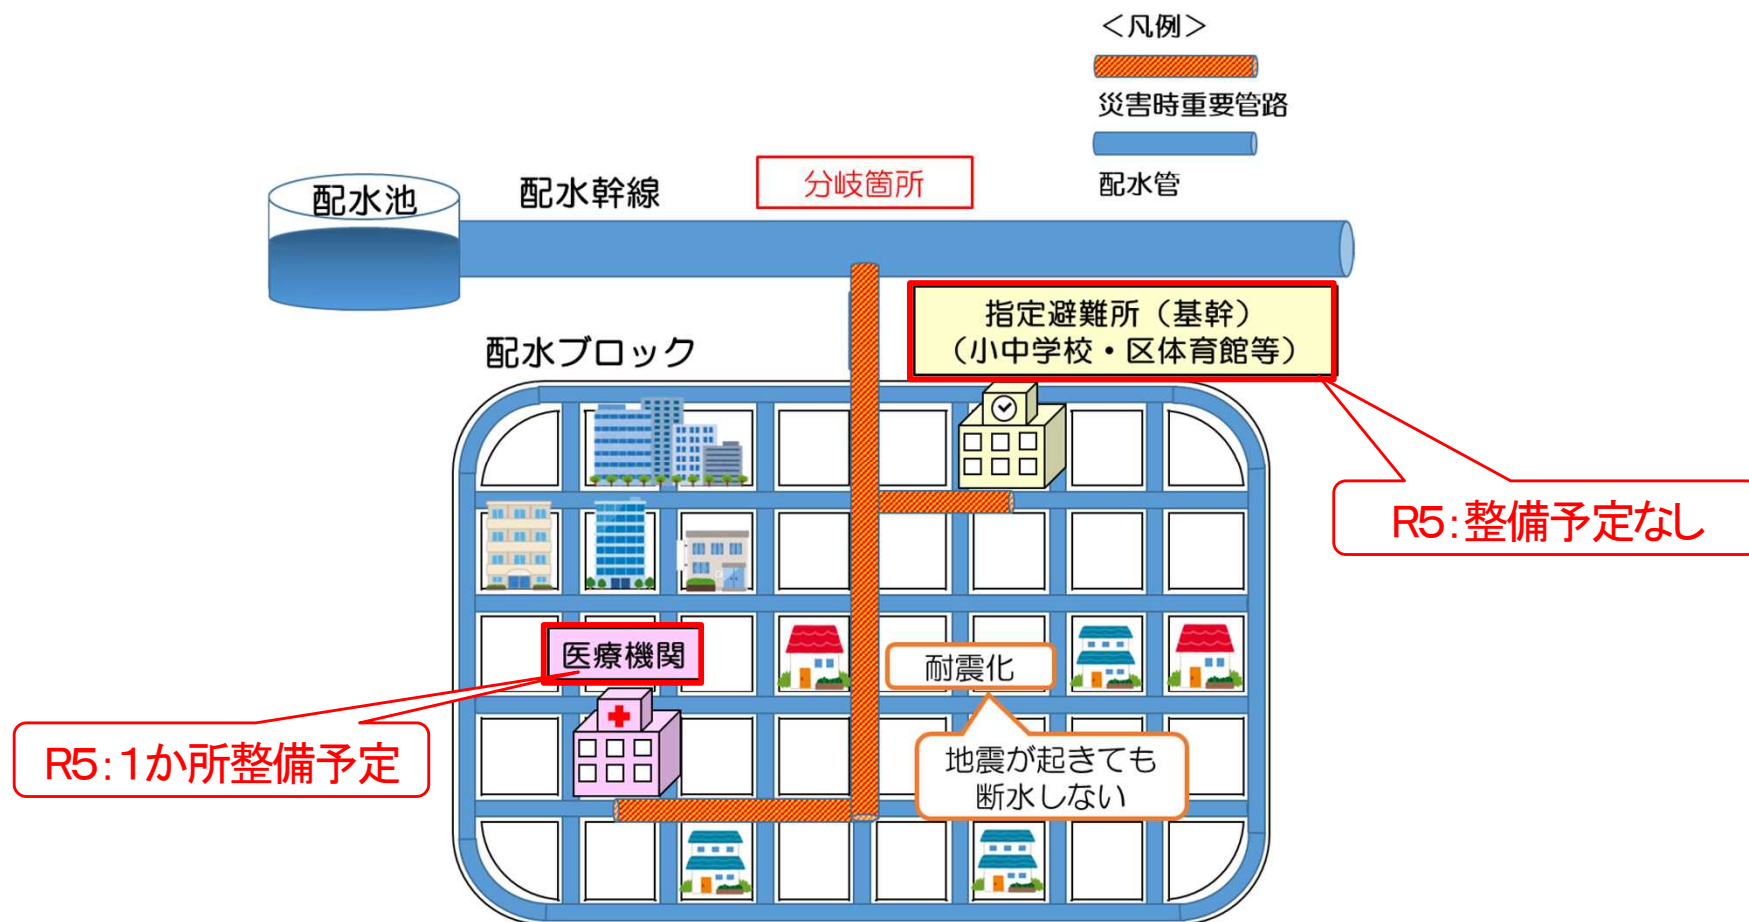 ＜凡例＞
災害時重要管路
配水管
配水池
配水幹線
分岐箇所
指定避難所（基幹）
（小中学校・区体育館等）
配水ブロック
R5：整備予定なし
医療機関
耐震化
R5：1か所整備予定
地震が起きても
断水しない